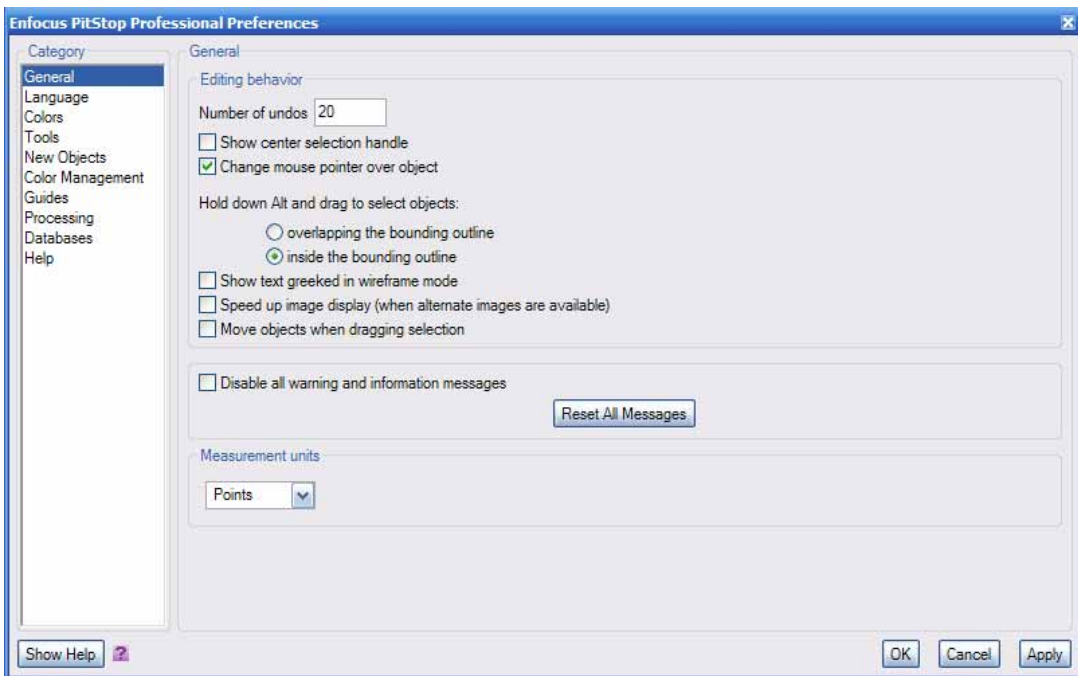 Enfocus PitStop Professional Preferences
Category
General
Language
Colors
Tools
New Objects
Color Management
Guides
Processing
Databases
Help
General
Editing behavior
Number of undos 20
Show center selection handle
Change mouse pointer over object
Hold down Alt and drag to select objects:
overlapping the bounding outline
inside the bounding outline
Show text greeked in wireframe mode
Speed up image display (when alternate images are available)
Move objects when dragging selection
Disable all warning and information messages
Reset All Messages
Measurement units
Points
Show Help ?
OK Cancel Apply